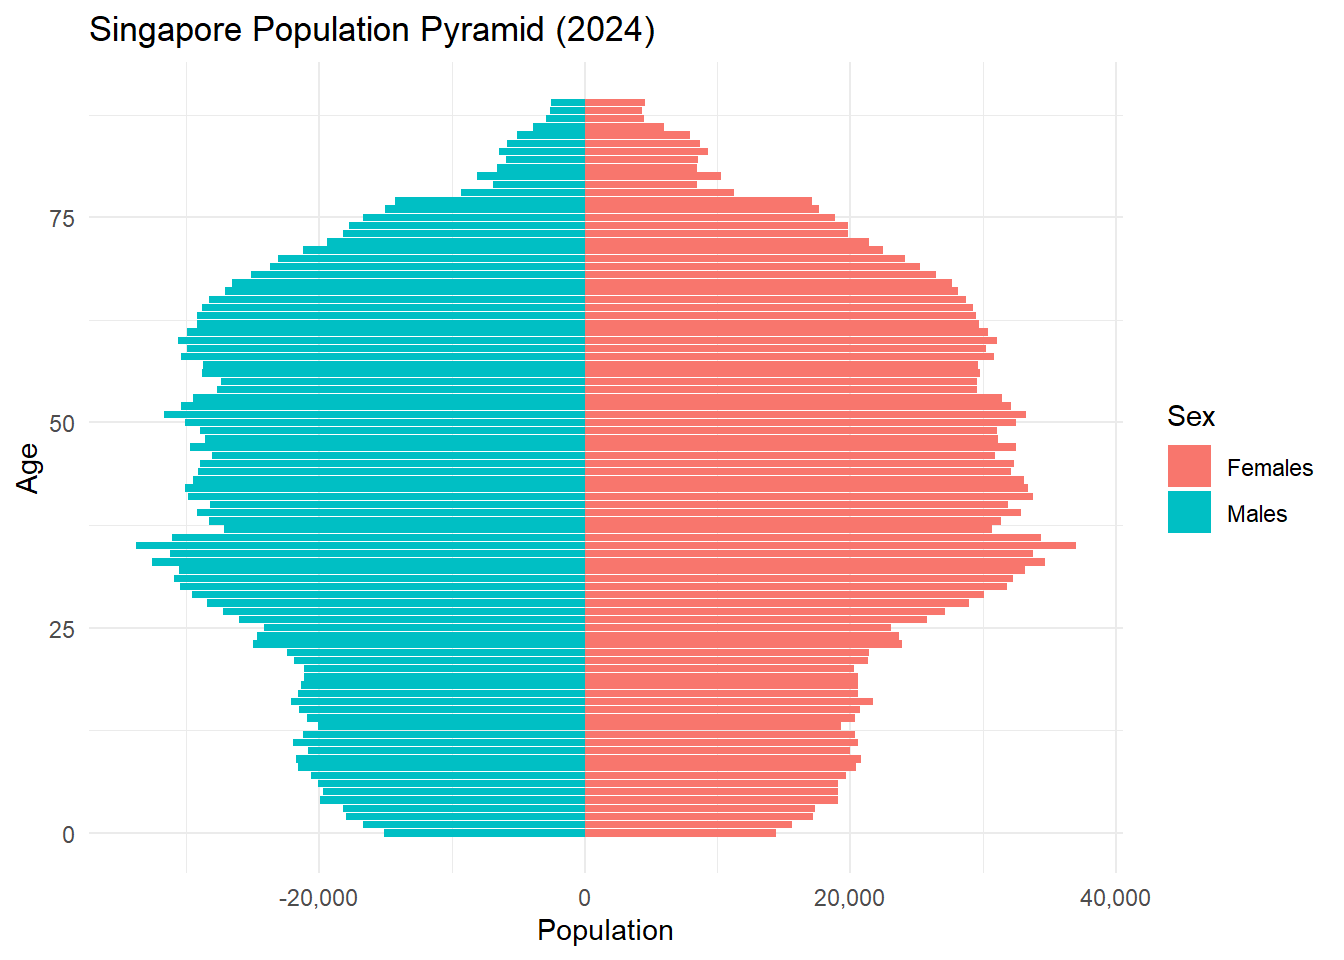 Singapore Population Pyramid (2024)
75
50
25
0
Age
-20,000
0
20,000
40,000
Population
Sex
Females
Males